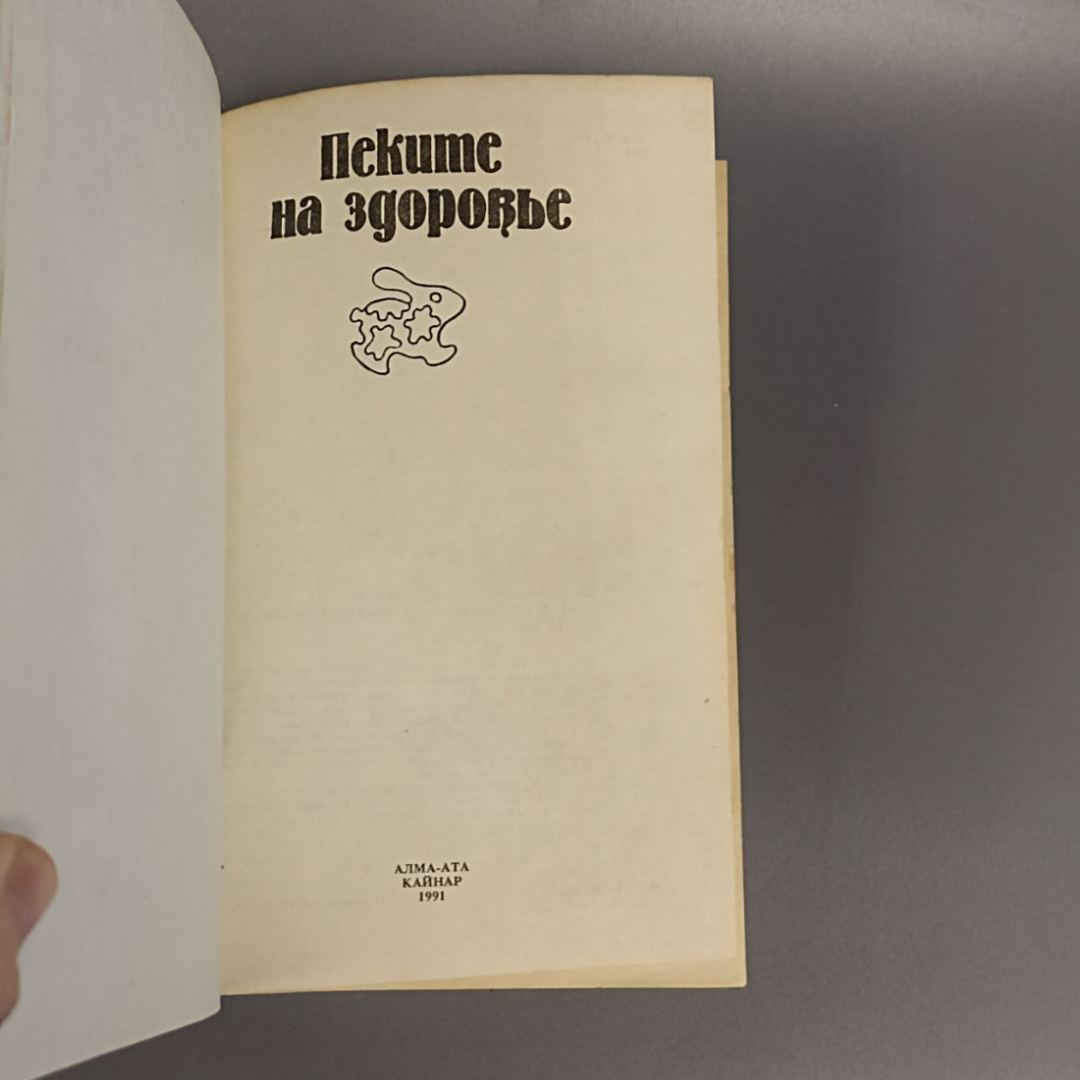 Пеките
на здоровье
АЛМА-АТА
КАЙНАР
1991